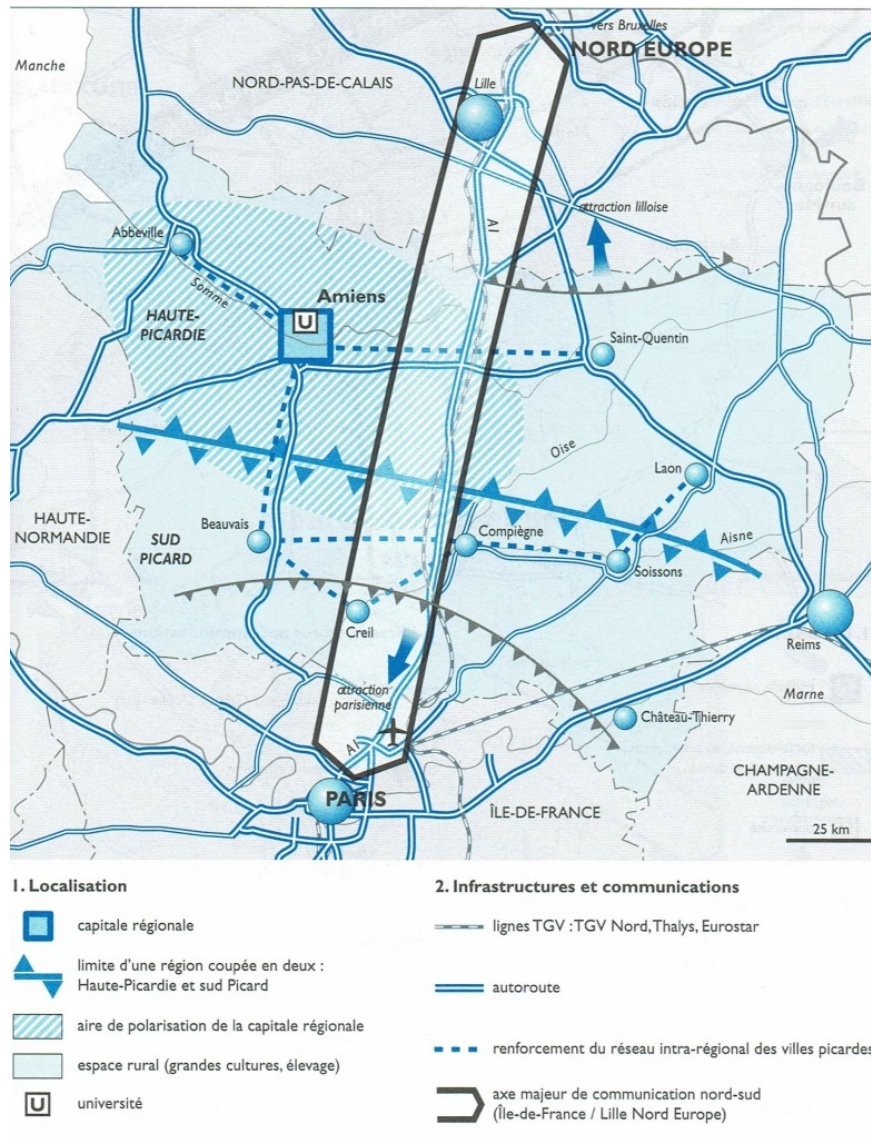 vers Bruxelles
NORD EUROPE
Manche
NORD-PAS-DE-CALAIS
Lille
A1
attraction lilloise
Abbeville
Somme
Amiens
U
HAUTE-
PICARDIE
Saint-Quentin
Oise
Laon
HAUTE-
NORMANDIE
SUD
PICARD
Beauvais
Compiègne
Aisne
Soissons
Creil
Reims
attraction
parisienne
Marne
Château-Thierry
A1
PARIS
ÎLE-DE-FRANCE
CHAMPAGNE-
ARDENNE
25 km
1. Localisation
capitale régionale
limite d'une région coupée en deux :
Haute-Picardie et sud Picard
aire de polarisation de la capitale régionale
espace rural (grandes cultures, élevage)
U
université
2. Infrastructures et communications
lignes TGV : TGV Nord, Thalys, Eurostar
autoroute
renforcement du réseau intra-régional des villes picardes
axe majeur de communication nord-sud
(Île-de-France / Lille Nord Europe)